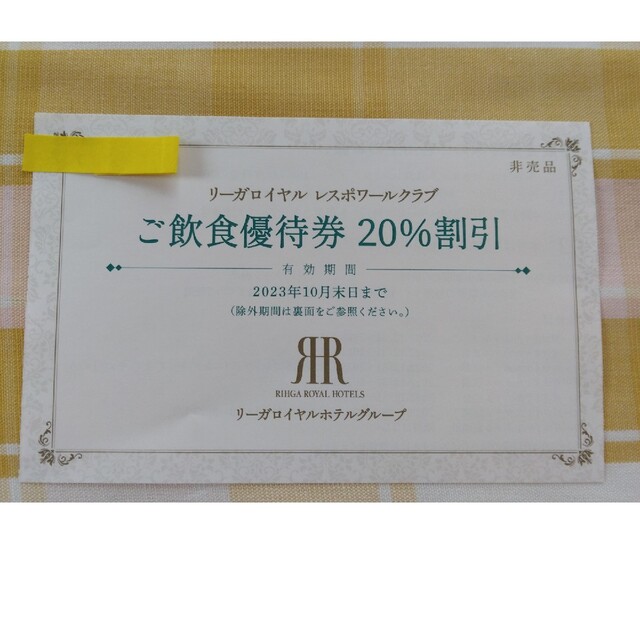 非売品
リーガロイヤル レスポワールクラブ
ご飲食優待券 20%割引
有効期間
2023年10月末日まで
(除外期間は裏面をご参照ください。)
RR
RIHGA ROYAL HOTELS
リーガロイヤルホテルグループ